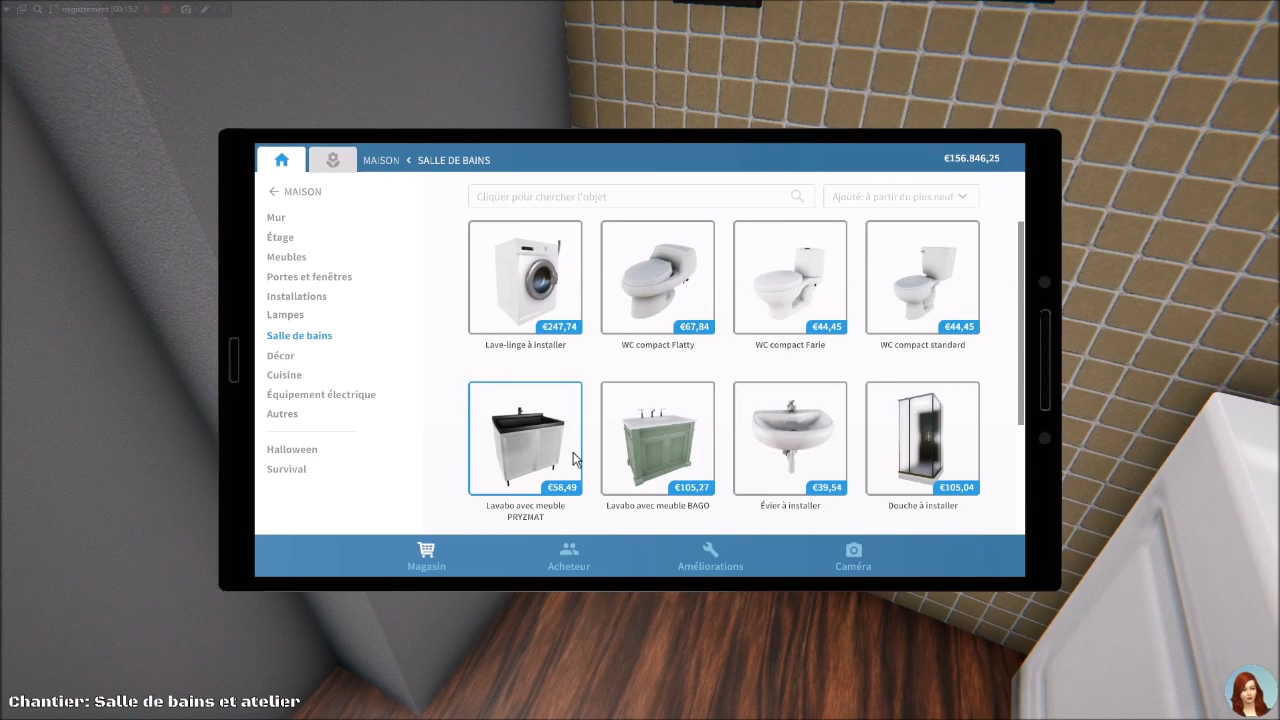 registrement [00:13:2
MAISON < SALLE DE BAINS
€156.846,25
← MAISON
Mur
Étage
Meubles
Portes et fenêtres
Installations
Lampes
Salle de bains
Décor
Cuisine
Équipement électrique
Autres
Halloween
Survival
Cliquer pour chercher l'objet
Ajouté: à partir du plus neuf
€247,74
Lave-linge à installer
€67,84
WC compact Flatty
€44,45
WC compact Farie
€44,45
WC compact standard
€58,49
Lavabo avec meuble
PRYZMAT
€105,27
Lavabo avec meuble BAGO
€39,54
Évier à installer
€105,04
Douche à installer
Magasin
Acheteur
Améliorations
Caméra
Chantier: Salle de bains et atelier